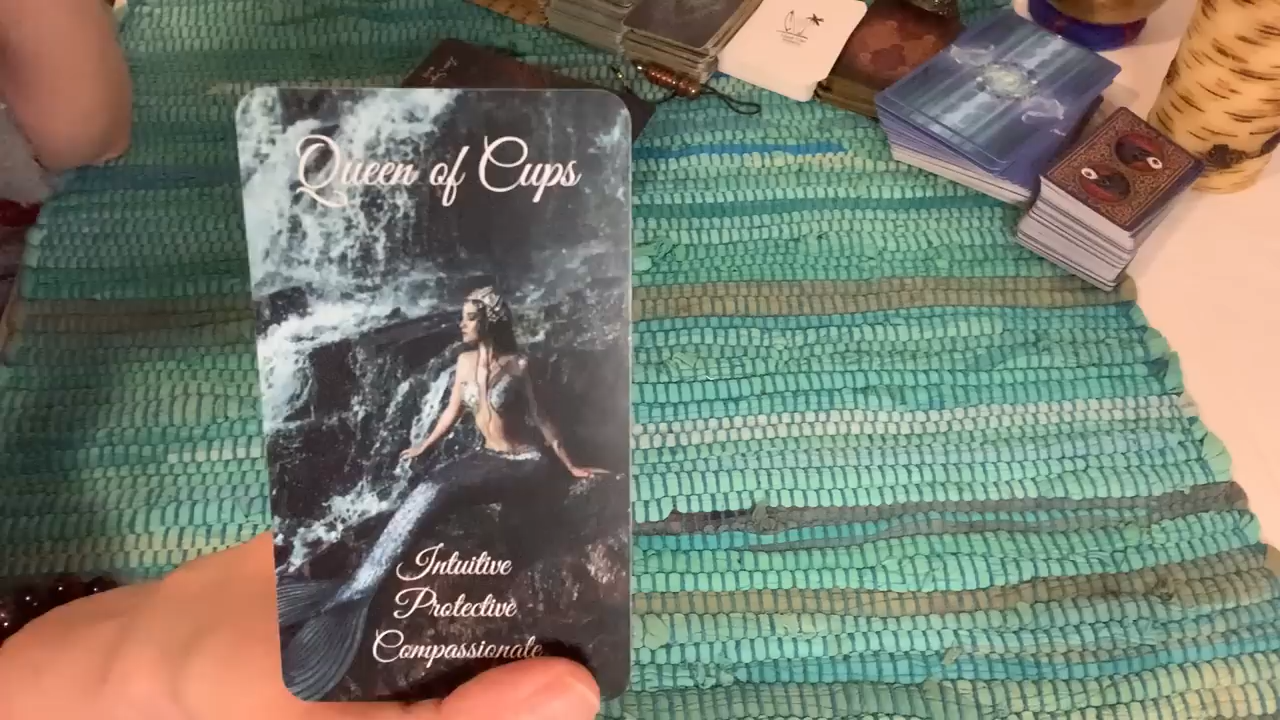 Queen of Cups
Intuitive
Protective
Compassionate